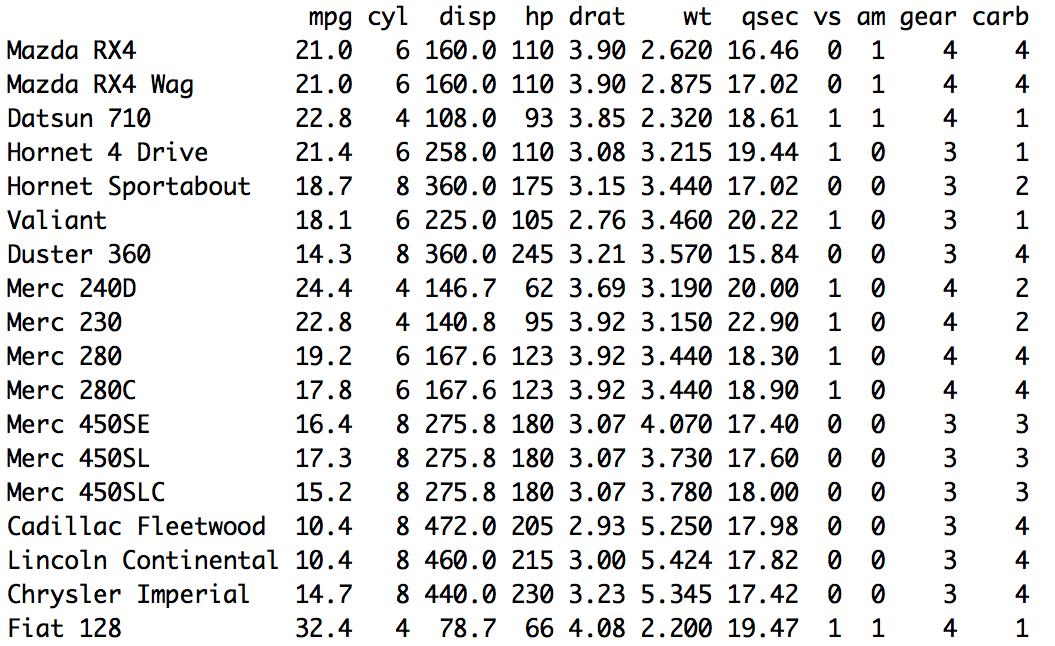 mpg cyl disp hp drat wt qsec vs am gear carb
Mazda RX4 21.0 6 160.0 110 3.90 2.620 16.46 0 1 4 4
Mazda RX4 Wag 21.0 6 160.0 110 3.90 2.875 17.02 0 1 4 4
Datsun 710 22.8 4 108.0 93 3.85 2.320 18.61 1 1 4 1
Hornet 4 Drive 21.4 6 258.0 110 3.08 3.215 19.44 1 0 3 1
Hornet Sportabout 18.7 8 360.0 175 3.15 3.440 17.02 0 0 3 2
Valiant 18.1 6 225.0 105 2.76 3.460 20.22 1 0 3 1
Duster 360 14.3 8 360.0 245 3.21 3.570 15.84 0 0 3 4
Merc 240D 24.4 4 146.7 62 3.69 3.190 20.00 1 0 4 2
Merc 230 22.8 4 140.8 95 3.92 3.150 22.90 1 0 4 2
Merc 280 19.2 6 167.6 123 3.92 3.440 18.30 1 0 4 4
Merc 280C 17.8 6 167.6 123 3.92 3.440 18.90 1 0 4 4
Merc 450SE 16.4 8 275.8 180 3.07 4.070 17.40 0 0 3 3
Merc 450SL 17.3 8 275.8 180 3.07 3.730 17.60 0 0 3 3
Merc 450SLC 15.2 8 275.8 180 3.07 3.780 18.00 0 0 3 3
Cadillac Fleetwood 10.4 8 472.0 205 2.93 5.250 17.98 0 0 3 4
Lincoln Continental 10.4 8 460.0 215 3.00 5.424 17.82 0 0 3 4
Chrysler Imperial 14.7 8 440.0 230 3.23 5.345 17.42 0 0 3 4
Fiat 128 32.4 4 78.7 66 4.08 2.200 19.47 1 1 4 1